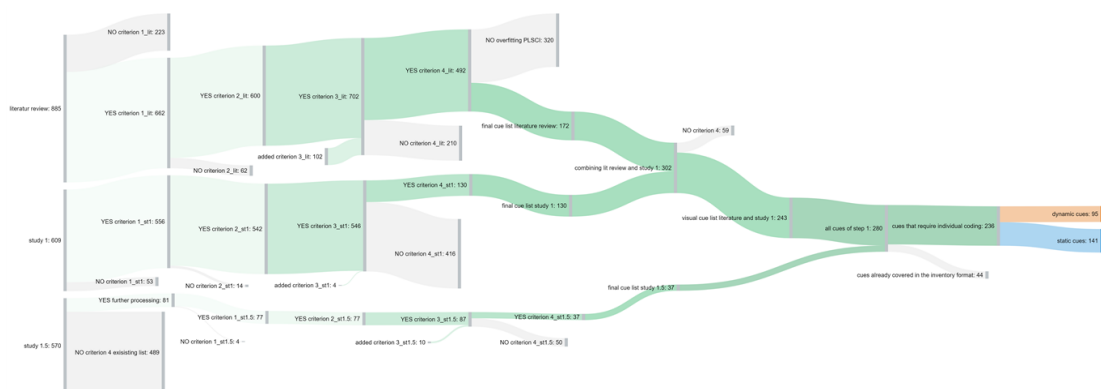 NO criterion 1_lit: 223
literatur review: 885
YES criterion 1_lit: 662
NO criterion 2_lit: 62
YES criterion 2_lit: 600
added criterion 3_lit: 102
YES criterion 3_lit: 702
YES criterion 4_lit: 492
NO criterion 4_lit: 210
NO overfitting PLSCI: 320
final cue list literature review: 172
study 1: 609
YES criterion 1_st1: 556
NO criterion 1_st1: 53
YES criterion 2_st1: 542
NO criterion 2_st1: 14
YES criterion 3_st1: 546
added criterion 3_st1: 4
YES criterion 4_st1: 130
NO criterion 4_st1: 416
final cue list study 1: 130
combining lit review and study 1: 302
NO criterion 4: 59
visual cue list literature and study 1: 243
study 1.5: 570
YES further processing: 81
NO criterion 4 exisisting list: 489
YES criterion 1_st1.5: 77
NO criterion 1_st1.5: 4
YES criterion 2_st1.5: 77
YES criterion 3_st1.5: 87
added criterion 3_st1.5: 10
YES criterion 4_st1.5: 37
NO criterion 4_st1.5: 50
final cue list study 1.5: 37
all cues of step 1: 280
cues that require individual coding: 236
cues already covered in the inventory format: 44
dynamic cues: 95
static cues: 141